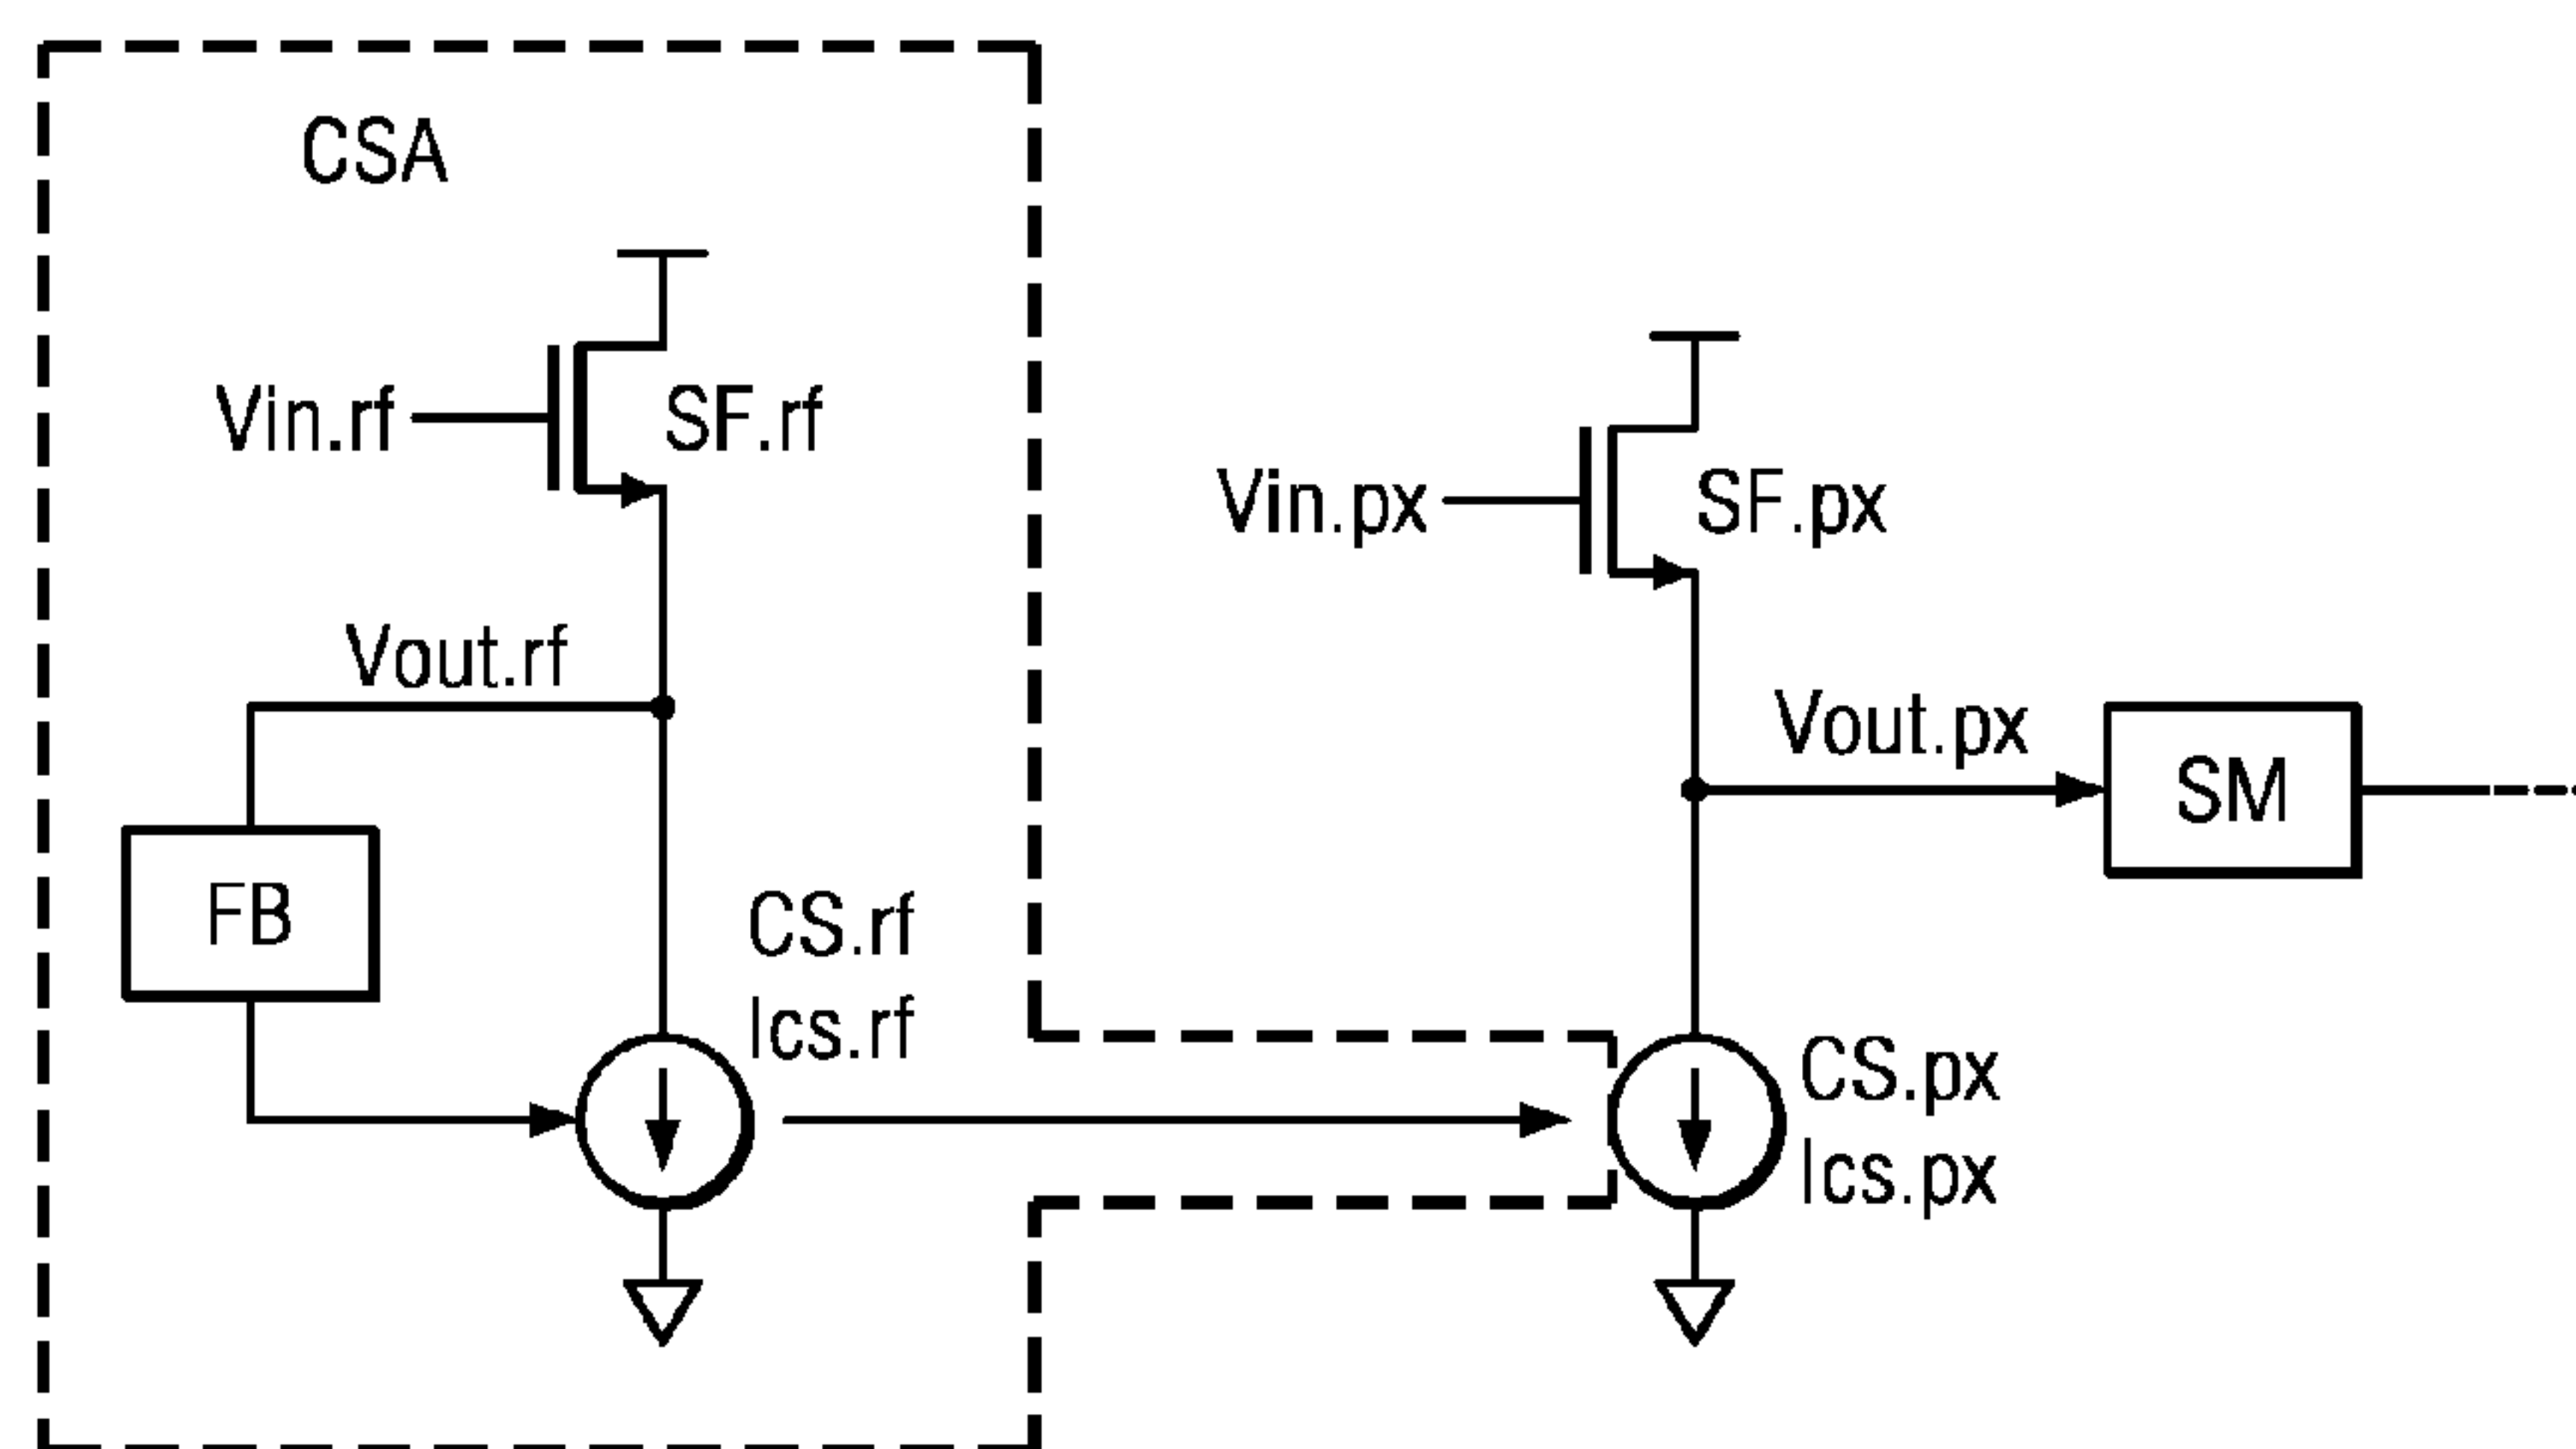 CSA
Vin.rf
SF.rf
Vin.px
SF.px
Vout.rf
Vout.px
SM
FB
CS.rf
Ics.rf
CS.px
Ics.px